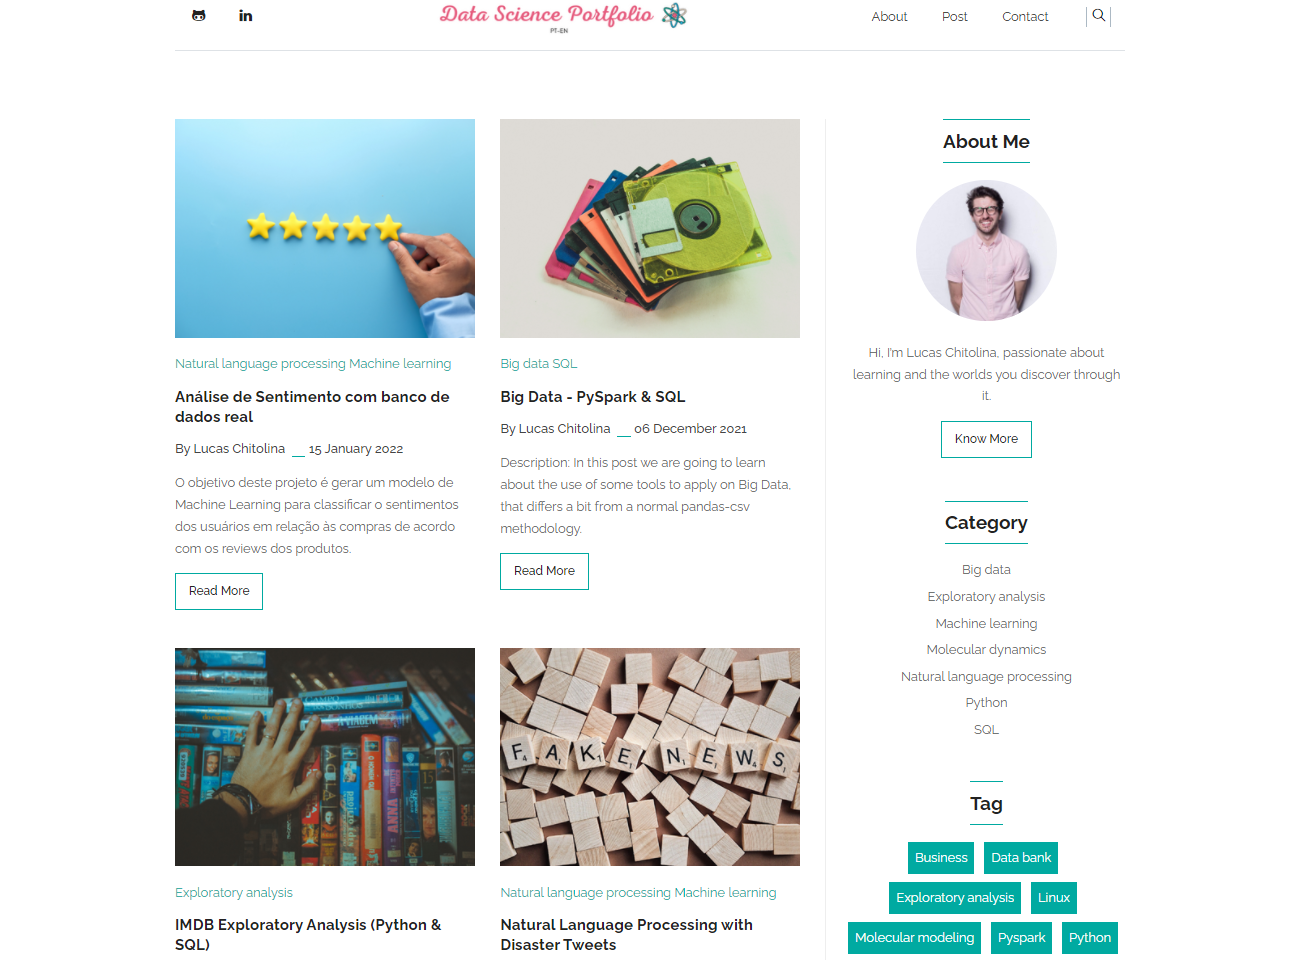 Data Science Portfolio
PT-EN
About Post Contact
Natural language processing Machine learning
Análise de Sentimento com banco de
dados real
By Lucas Chitolina 15 January 2022
O objetivo deste projeto é gerar um modelo de
Machine Learning para classificar o sentimentos
dos usuários em relação às compras de acordo
com os reviews dos produtos.
Read More
Big data SQL
Big Data - PySpark & SQL
By Lucas Chitolina 06 December 2021
Description: In this post we are going to learn
about the use of some tools to apply on Big Data,
that differs a bit from a normal pandas-csv
methodology.
Read More
VIAGEM
ANNA
Exploratory analysis
IMDB Exploratory Analysis (Python &
SQL)
FAKE NEWS
Natural language processing Machine learning
Natural Language Processing with
Disaster Tweets
About Me
Hi, I'm Lucas Chitolina, passionate about
learning and the worlds you discover through
it.
Know More
Category
Big data
Exploratory analysis
Machine learning
Molecular dynamics
Natural language processing
Python
SQL
Tag
Business Data bank
Exploratory analysis Linux
Molecular modeling Pyspark Python